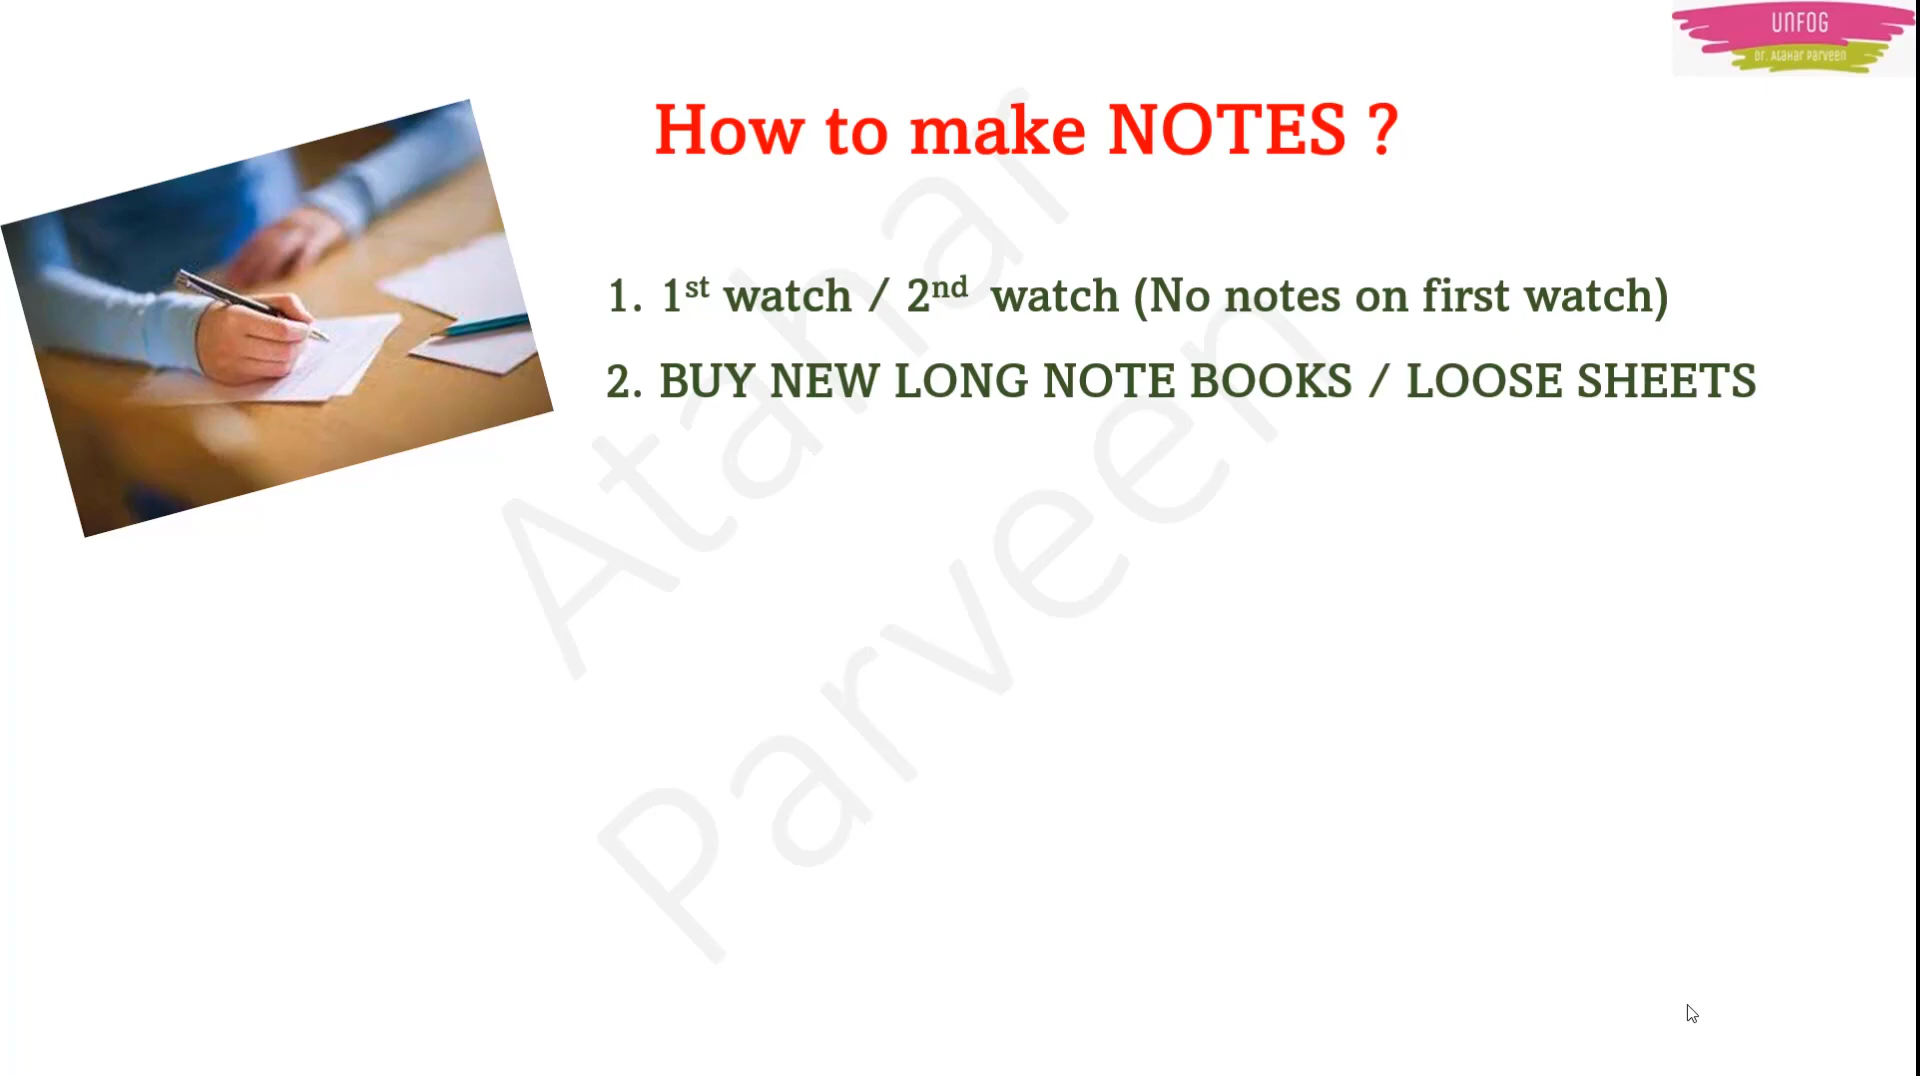 UNFOG
Dr. Atahar Parveen
How to make NOTES ?
1. 1st watch / 2nd watch (No notes on first watch)
2. BUY NEW LONG NOTE BOOKS / LOOSE SHEETS
Atahar
Parveen